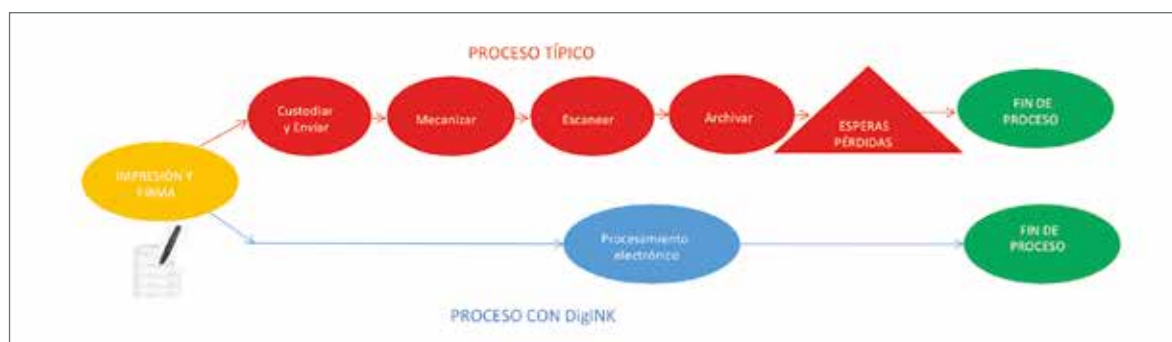 PROCESO TÍPICO
Custodiar
y Enviar
Mecanizar
Escanear
Archivar
ESPERAS
PÉRDIDAS
FIN DE
PROCESO
IMPRESIÓN Y
FIRMA
Procesamiento
electrónico
FIN DE
PROCESO
PROCESO CON DigINK